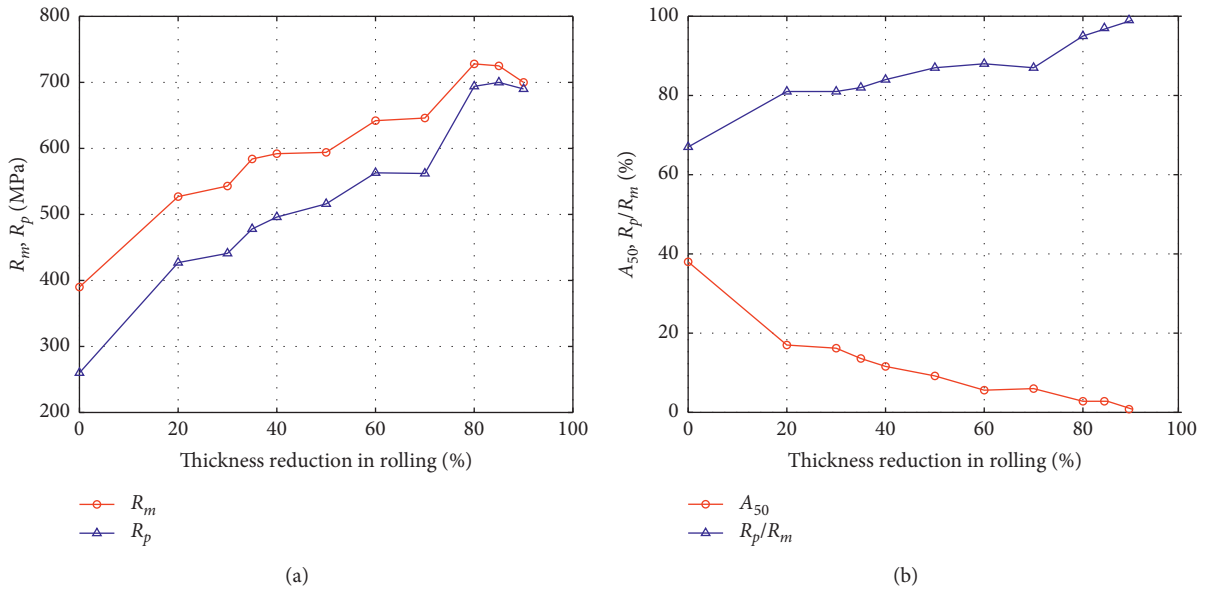 800
700
600
500
400
300
200
R_m, R_p (MPa)
0 20 40 60 80 100
Thickness reduction in rolling (%)
R_m
R_p
(a)
100
80
60
40
20
0
A_50, R_p/R_m (%)
0 20 40 60 80 100
Thickness reduction in rolling (%)
A_50
R_p/R_m
(b)